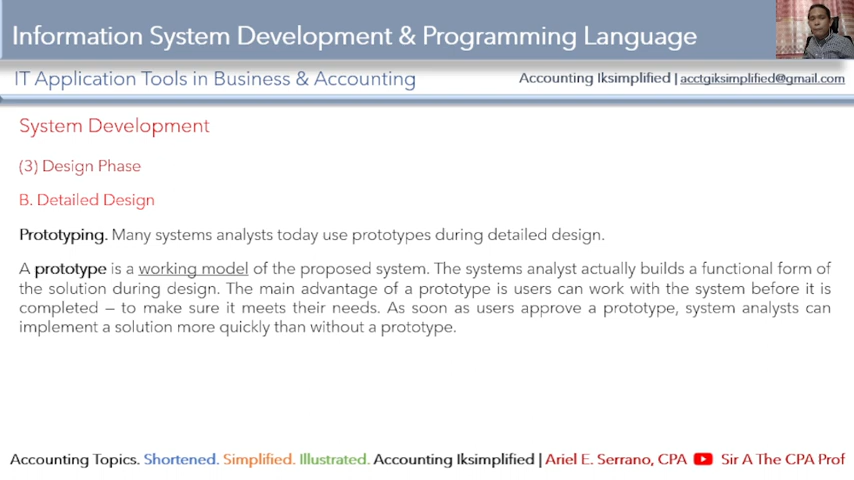 Information System Development & Programming Language
IT Application Tools in Business & Accounting
Accounting Iksimplified | acctgiksimplified@gmail.com
System Development
(3) Design Phase
B. Detailed Design
Prototyping. Many systems analysts today use prototypes during detailed design.
A prototype is a working model of the proposed system. The systems analyst actually builds a functional form of
the solution during design. The main advantage of a prototype is users can work with the system before it is
completed – to make sure it meets their needs. As soon as users approve a prototype, system analysts can
implement a solution more quickly than without a prototype.
Accounting Topics. Shortened. Simplified. Illustrated. Accounting Iksimplified | Ariel E. Serrano, CPA Sir A The CPA Prof